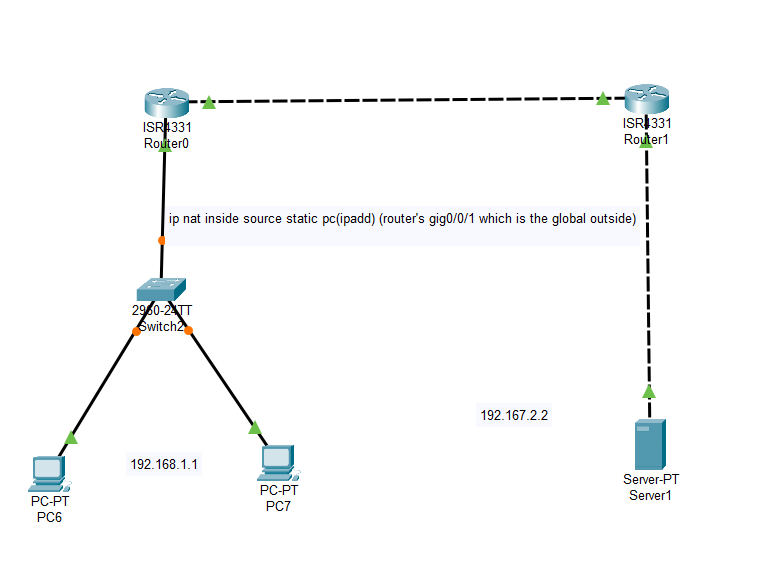 ISR4331
Router0
ISR4331
Router1
ip nat inside source static pc(ipadd) (router's gig0/0/1 which is the global outside)
2960-24TT
Switch2
192.167.2.2
192.168.1.1
PC-PT
PC6
PC-PT
PC7
Server-PT
Server1